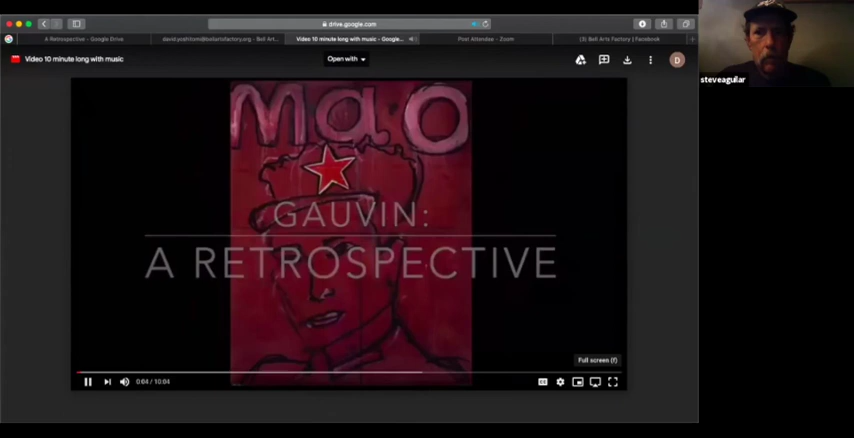 drive.google.com
A Retrospective - Google Drive
david.yoshitomi@bellartsfactory.org - Bell Art...
Video 10 minute long with music - Google...
Post Attendee - Zoom
(3) Bell Arts Factory | Facebook
Video 10 minute long with music
Open with
D
steveaguilar
mao
GAUVIN:
A RETROSPECTIVE
Full screen (f)
0:04 / 10:04
CC